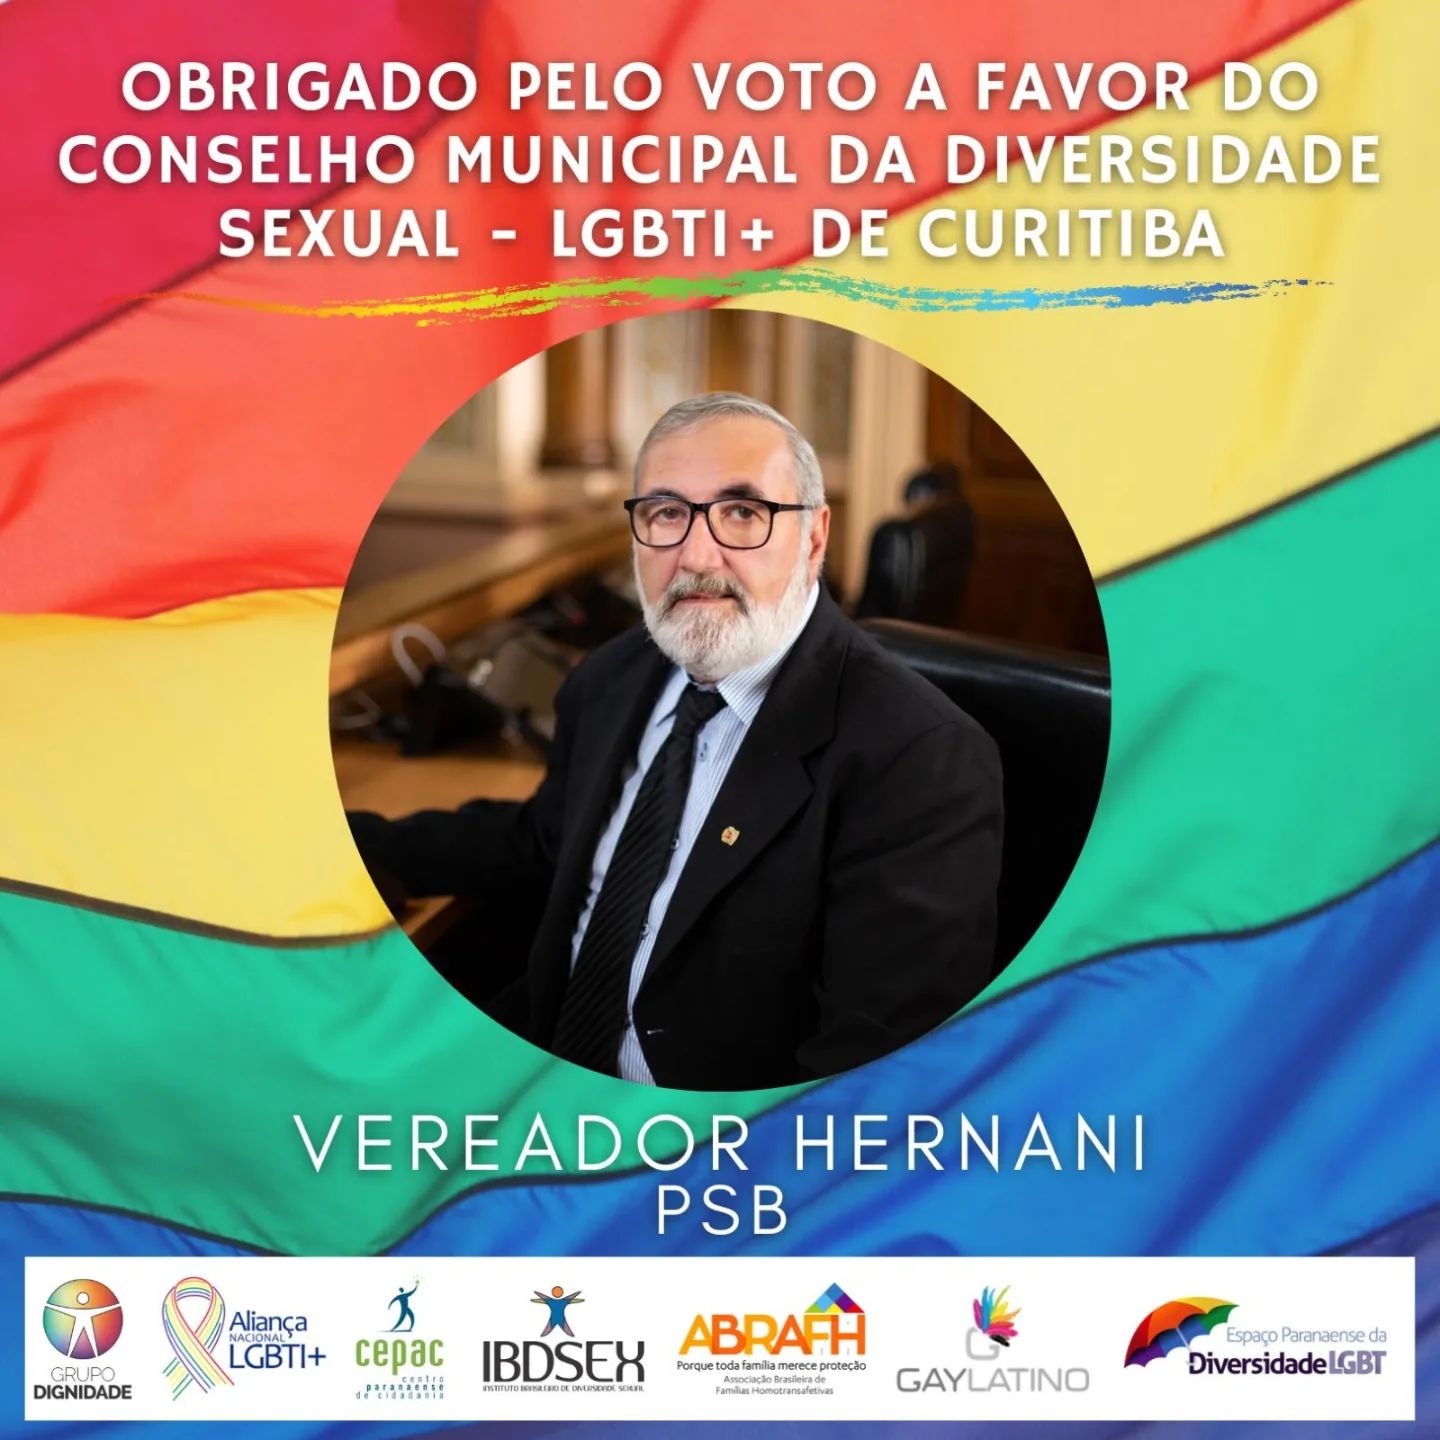 OBRIGADO PELO VOTO A FAVOR DO
CONSELHO MUNICIPAL DA DIVERSIDADE
SEXUAL - LGBTI+ DE CURITIBA
VEREADOR HERNANI
PSB
GRUPO
DIGNIDADE
Aliança
NACIONAL
LGBTI+
cepac
centro
paranaense
de cidadania
IBDSEX
INSTITUTO BRASILEIRO DE DIVERSIDADE SEXUAL
ABRAFH
Porque toda família merece proteção
Associação Brasileira de
Famílias Homotransafetivas
G
GAYLATINO
Espaço Paranaense da
DiversidadeLGBT